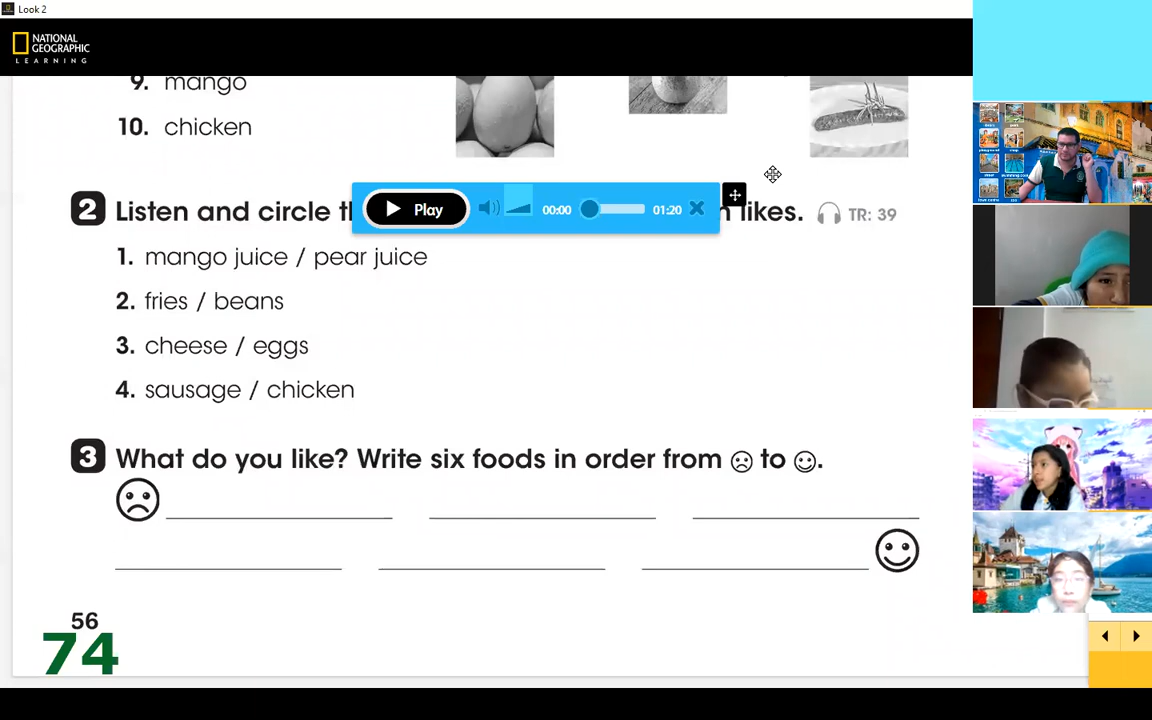 Look 2
NATIONAL
GEOGRAPHIC
LEARNING
9. mango
10. chicken
2 Listen and circle likes. TR: 39
Play 00:00 01:20
1. mango juice / pear juice
2. fries / beans
3. cheese / eggs
4. sausage / chicken
3 What do you like? Write six foods in order from ☹ to ☺.
56
74